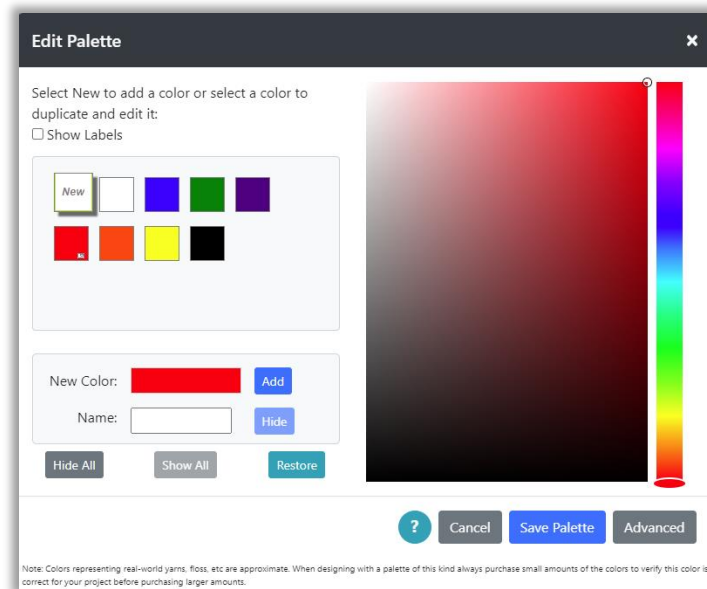 Edit Palette
×
Select New to add a color or select a color to
duplicate and edit it:
Show Labels
New
New Color:
Add
Name:
Hide
Hide All
Show All
Restore
?
Cancel
Save Palette
Advanced
Note: Colors representing real-world yarns, floss, etc are approximate. When designing with a palette of this kind always purchase small amounts of the colors to verify this color is
correct for your project before purchasing larger amounts.